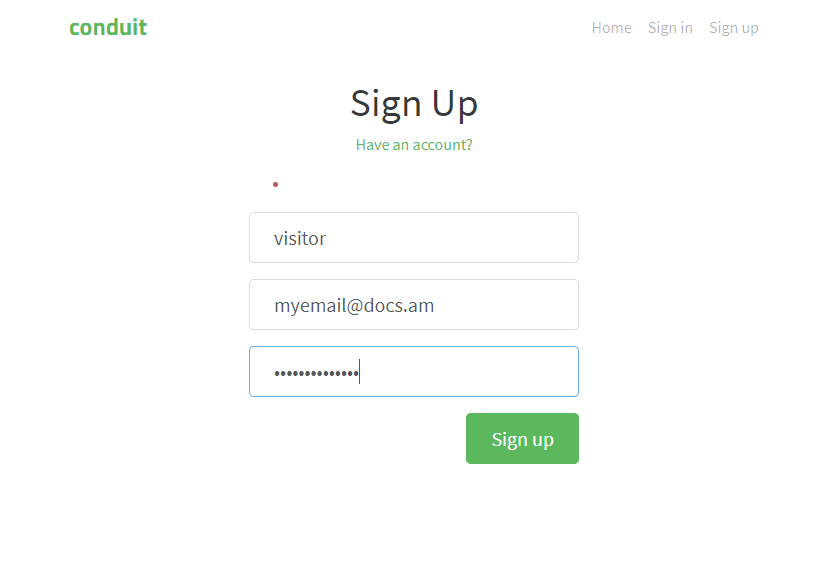 conduit
Home Sign in Sign up
Sign Up
Have an account?
visitor
myemail@docs.am
••••••••••••••
Sign up